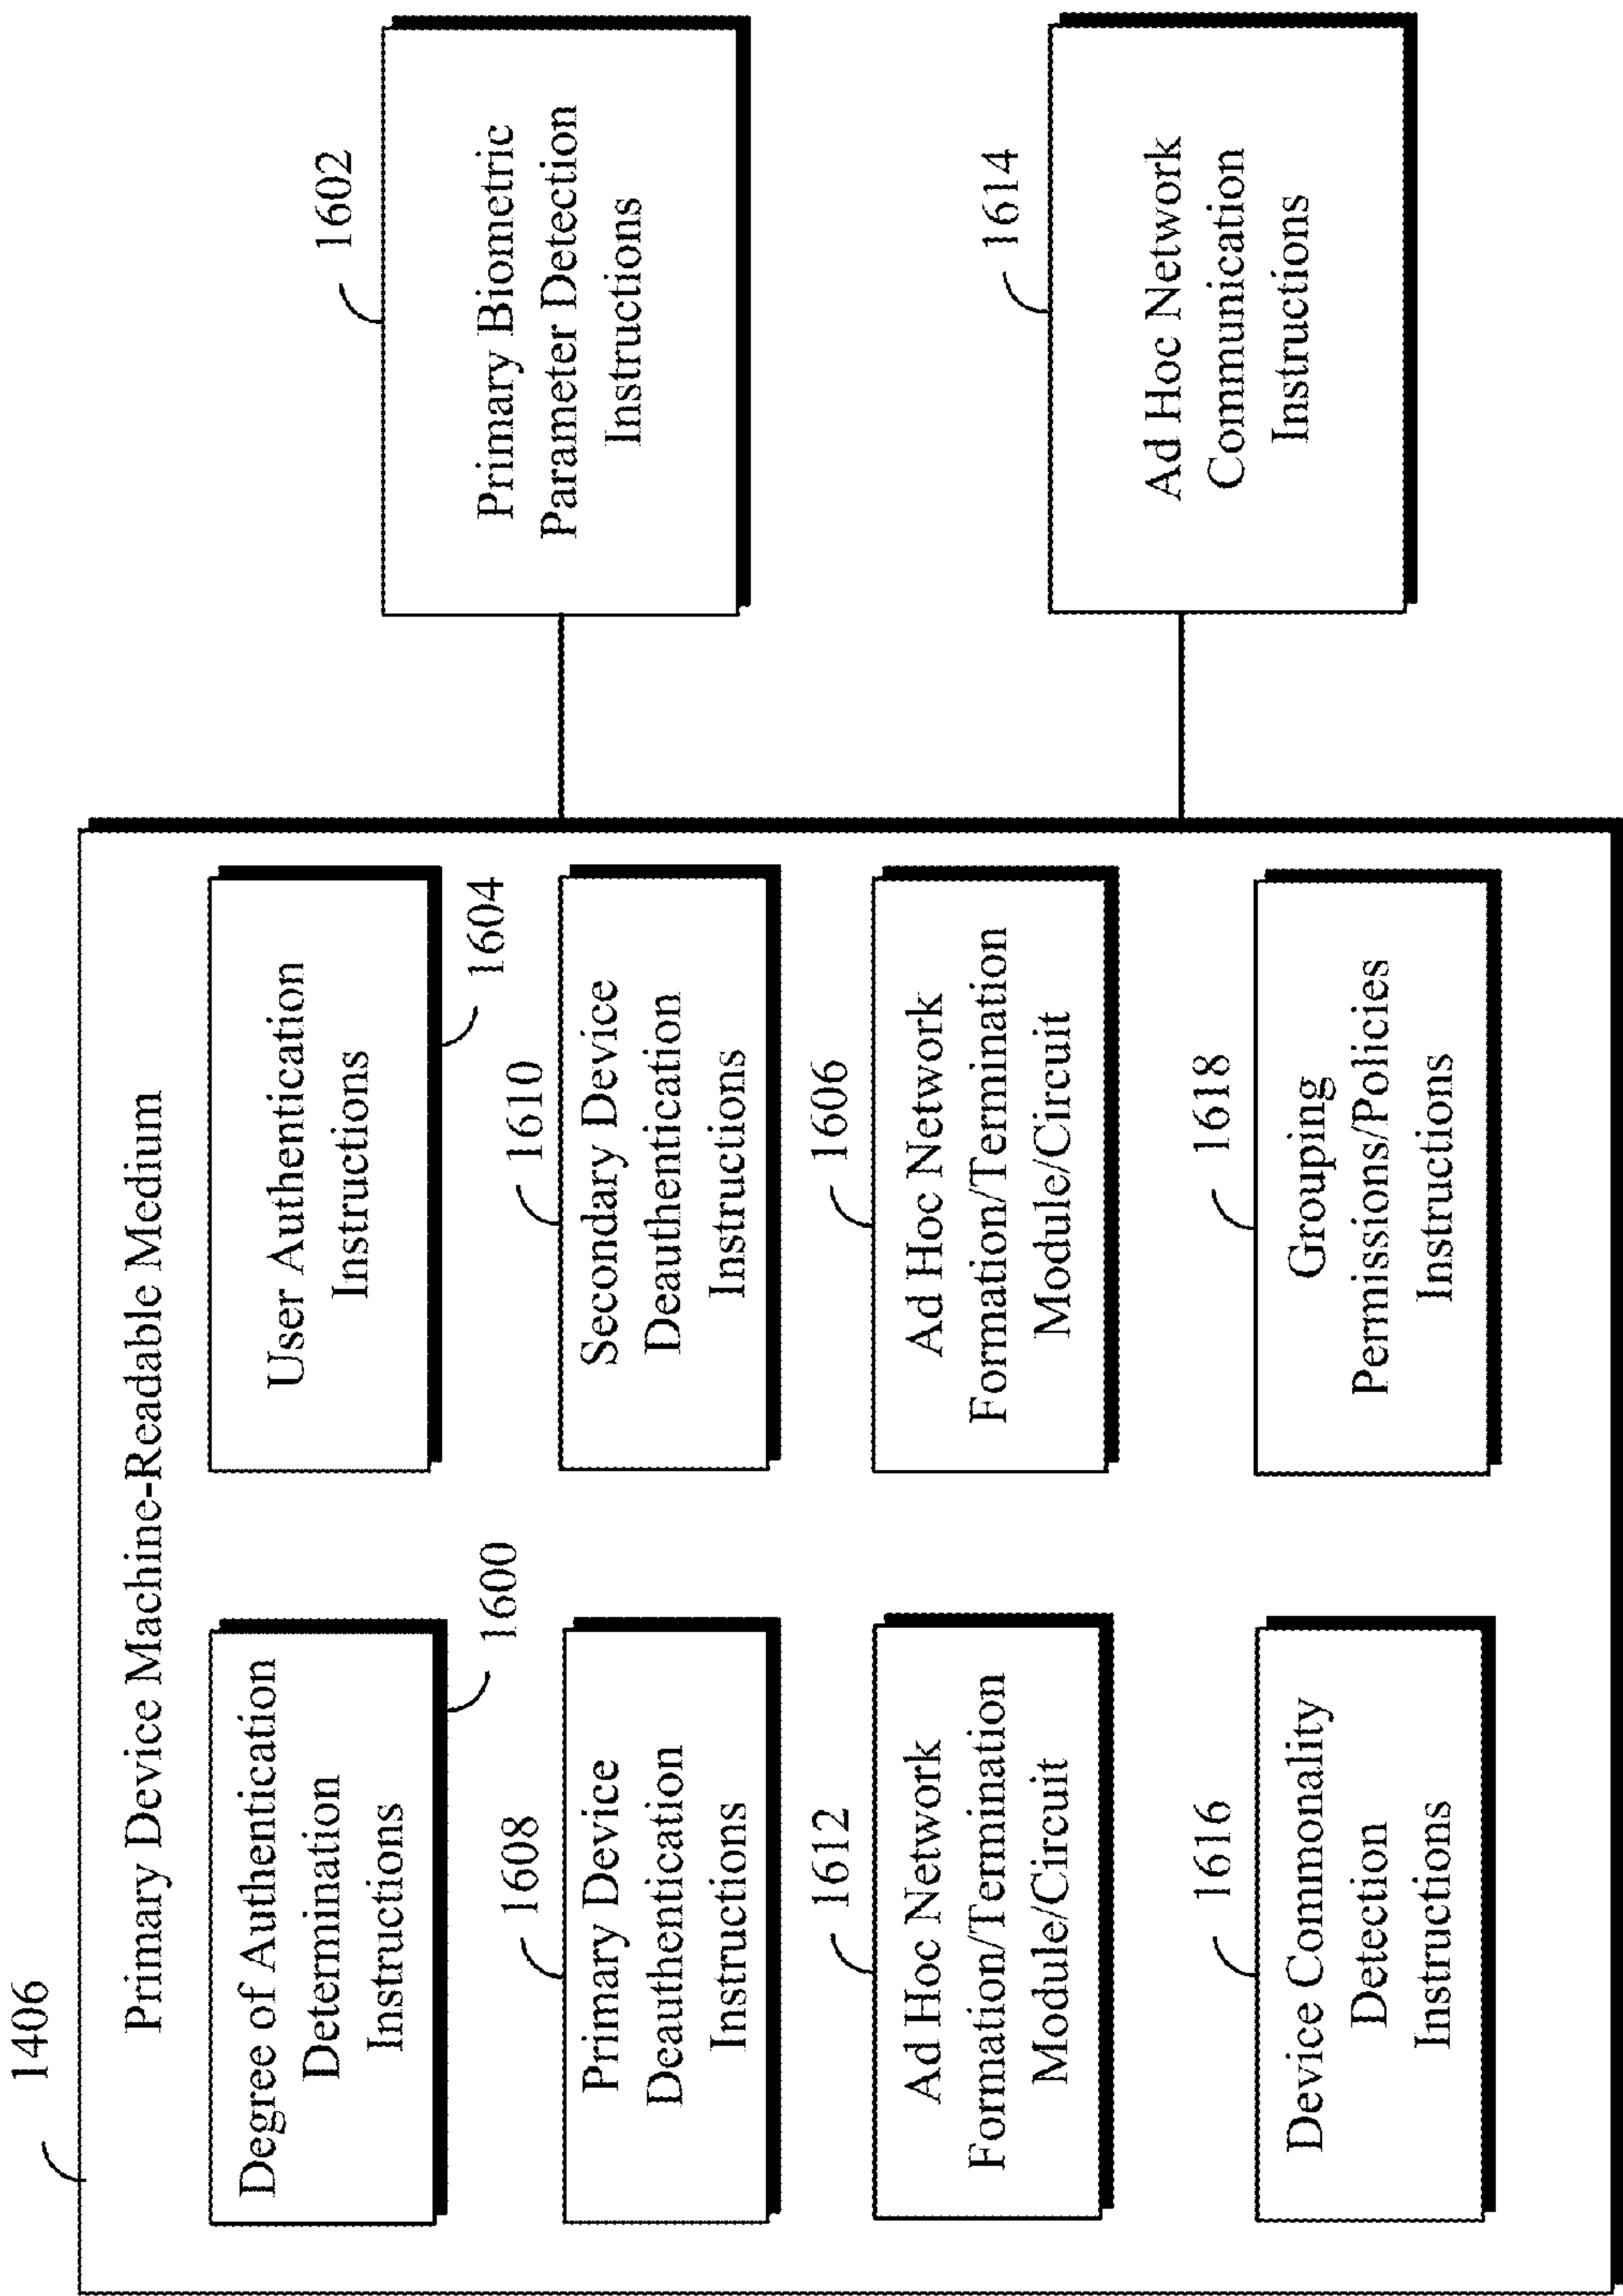 1406
Primary Device Machine-Readable Medium
Degree of Authentication
Determination
Instructions
1600
User Authentication
Instructions
1604
1608
Primary Device
Deauthentication
Instructions
1610
Secondary Device
Deauthentication
Instructions
1612
Ad Hoc Network
Formation/Termination
Module/Circuit
1606
Ad Hoc Network
Formation/Termination
Module/Circuit
1616
Device Commonality
Detection
Instructions
1618
Grouping
Permissions/Policies
Instructions
1602
Primary Biometric
Parameter Detection
Instructions
1614
Ad Hoc Network
Communication
Instructions